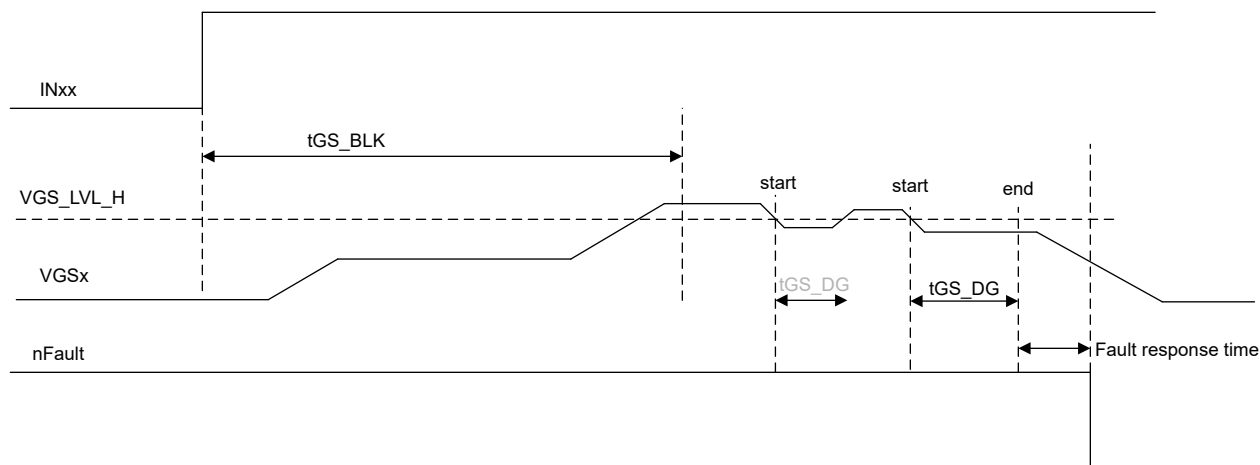 INxx
tGS_BLK
VGS_LVL_H
start
start
end
VGSx
tGS_DG
tGS_DG
nFault
Fault response time